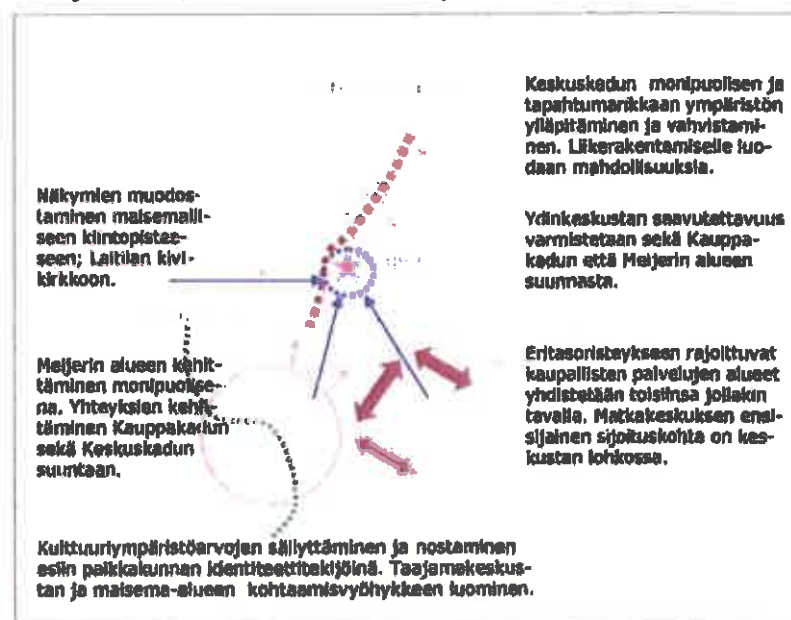 Keskuskadun monipuolisen ja
tapahtumarikkaan ympäristön
ylläpitäminen ja vahvistami-
nen. Liikerakentamiselle luo-
daan mahdollisuuksia.
Näkymien muodos-
taminen maisemalli-
seen kiintopistee-
seen; Laitilan kivi-
kirkkoon.
Ydinkeskustan saavutettavuus
varmistetaan sekä Kauppa-
kadun että Meijerin alueen
suunnasta.
Meijerin alueen kehit-
täminen monipuolise-
na. Yhteyksien kehit-
täminen Kauppakadun
sekä Keskuskadun
suuntaan.
Eritasoristeykseen rajoittuvat
kaupallisten palvelujen alueet
yhdistetään toisiinsa jollakin
tavalla. Matkakeskuksen ensi-
sijainen sijoituskohta on kes-
kustan lohkossa.
Kulttuuriympäristöarvojen säilyttäminen ja nostaminen
esiin paikkakunnan identiteettitekijöinä. Taajamakeskus-
tan ja maisema-alueen kohtaamisvyöhykkeen luominen.